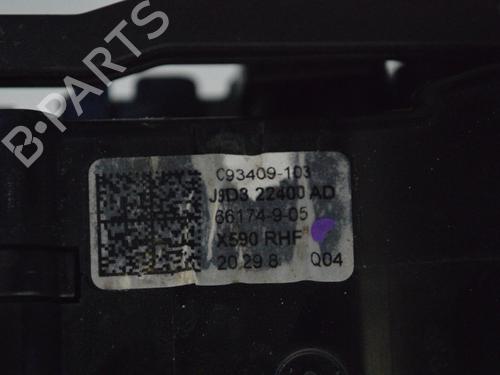 B-PARTS
C93409-103
J9D3 22400 AD
66174-9-05
X590 RHF
20 29 8 Q04